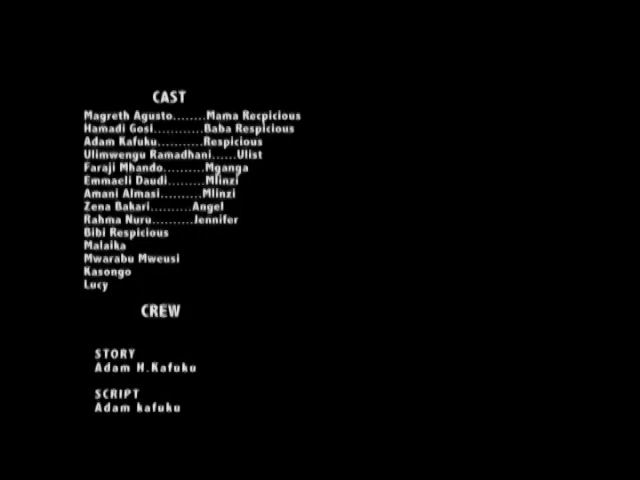 CAST
Magreth Agusto........Mama Recpicious
Hamadi Gosi............Baba Respicious
Adam Kafuku...........Respicious
Ulimwengu Ramadhani......Ulist
Faraji Mhando..........Mganga
Emmaeli Daudi.........Mlinzi
Amani Almasi..........Mlinzi
Zena Bakari..........Angel
Rahma Nuru..........Jennifer
Bibi Respicious
Malaika
Mwarabu Mweusi
Kasongo
Lucy
CREW
STORY
Adam H.Kafuku
SCRIPT
Adam kafuku